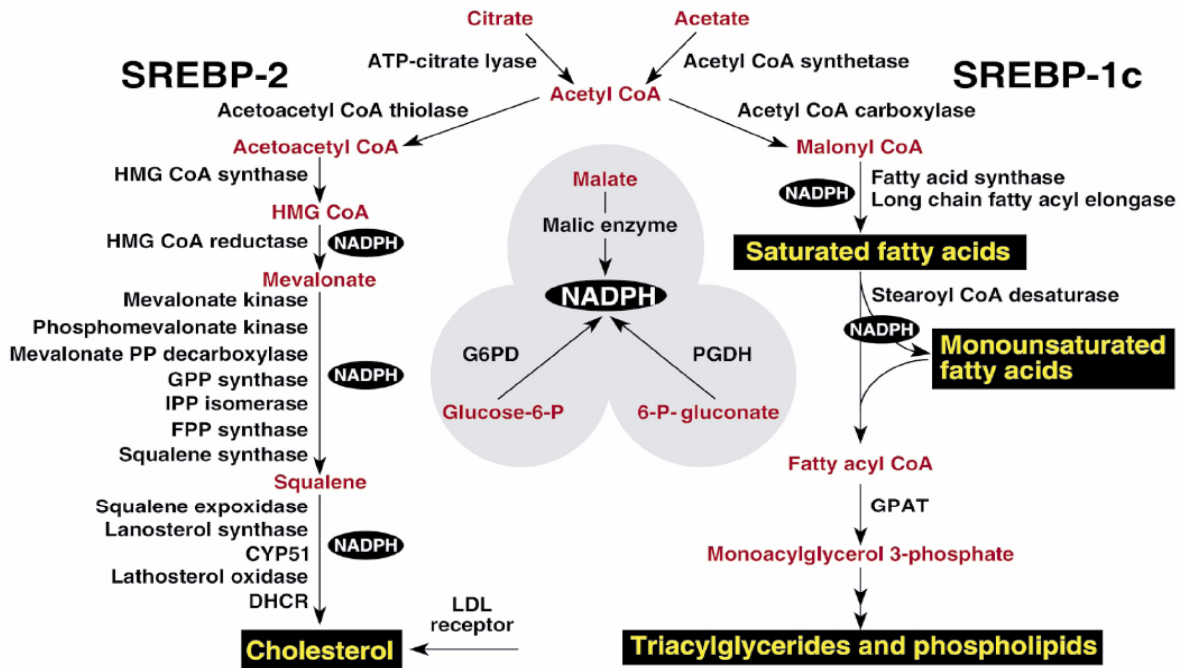 Citrate
Acetate
ATP-citrate lyase
Acetyl CoA synthetase
SREBP-2
SREBP-1c
Acetyl CoA
Acetoacetyl CoA thiolase
Acetyl CoA carboxylase
Acetoacetyl CoA
HMG CoA synthase
HMG CoA
HMG CoA reductase
NADPH
Mevalonate
Mevalonate kinase
Phosphomevalonate kinase
Mevalonate PP decarboxylase
NADPH
GPP synthase
IPP isomerase
FPP synthase
Squalene synthase
Squalene
Squalene expoxidase
Lanosterol synthase
NADPH
CYP51
Lathosterol oxidase
DHCR
Cholesterol
LDL
receptor
Malate
Malic enzyme
NADPH
G6PD
PGDH
Glucose-6-P
6-P- gluconate
Malonyl CoA
NADPH
Fatty acid synthase
Long chain fatty acyl elongase
Saturated fatty acids
Stearoyl CoA desaturase
NADPH
Monounsaturated
fatty acids
Fatty acyl CoA
GPAT
Monoacylglycerol 3-phosphate
Triacylglycerides and phospholipids